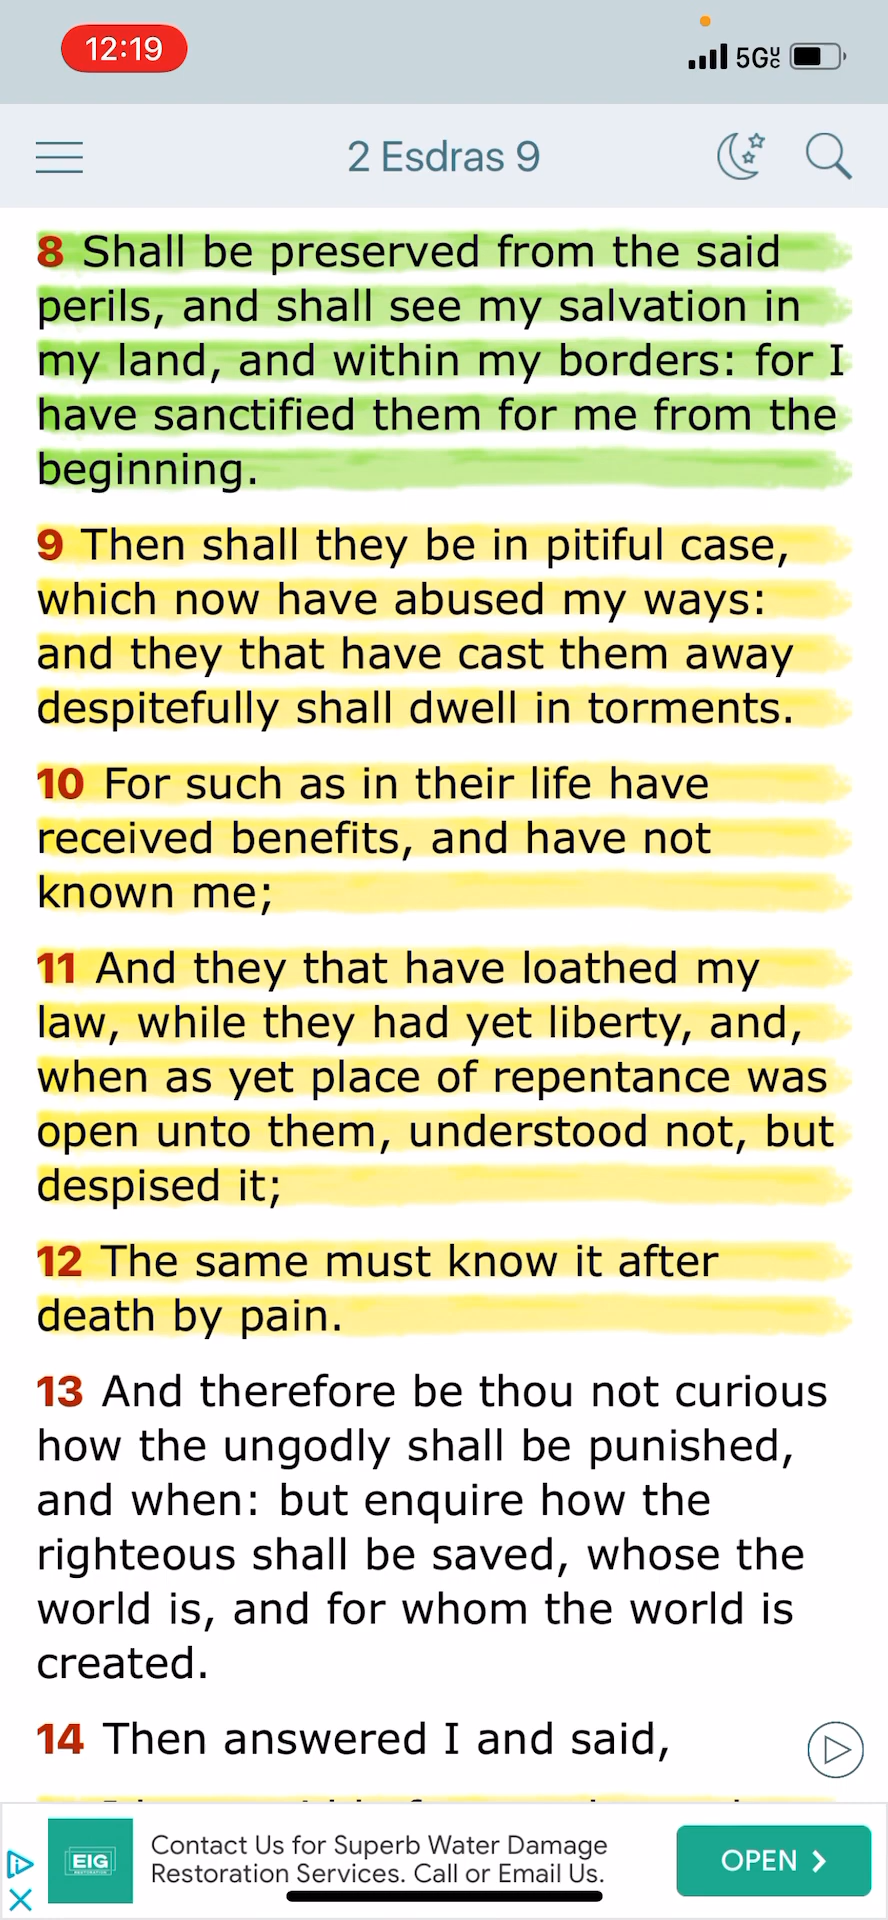 12:19
5GUC
2 Esdras 9
8 Shall be preserved from the said
perils, and shall see my salvation in
my land, and within my borders: for I
have sanctified them for me from the
beginning.
9 Then shall they be in pitiful case,
which now have abused my ways:
and they that have cast them away
despitefully shall dwell in torments.
10 For such as in their life have
received benefits, and have not
known me;
11 And they that have loathed my
law, while they had yet liberty, and,
when as yet place of repentance was
open unto them, understood not, but
despised it;
12 The same must know it after
death by pain.
13 And therefore be thou not curious
how the ungodly shall be punished,
and when: but enquire how the
righteous shall be saved, whose the
world is, and for whom the world is
created.
14 Then answered I and said,
EIG
RESTORATION
Contact Us for Superb Water Damage
Restoration Services. Call or Email Us.
OPEN